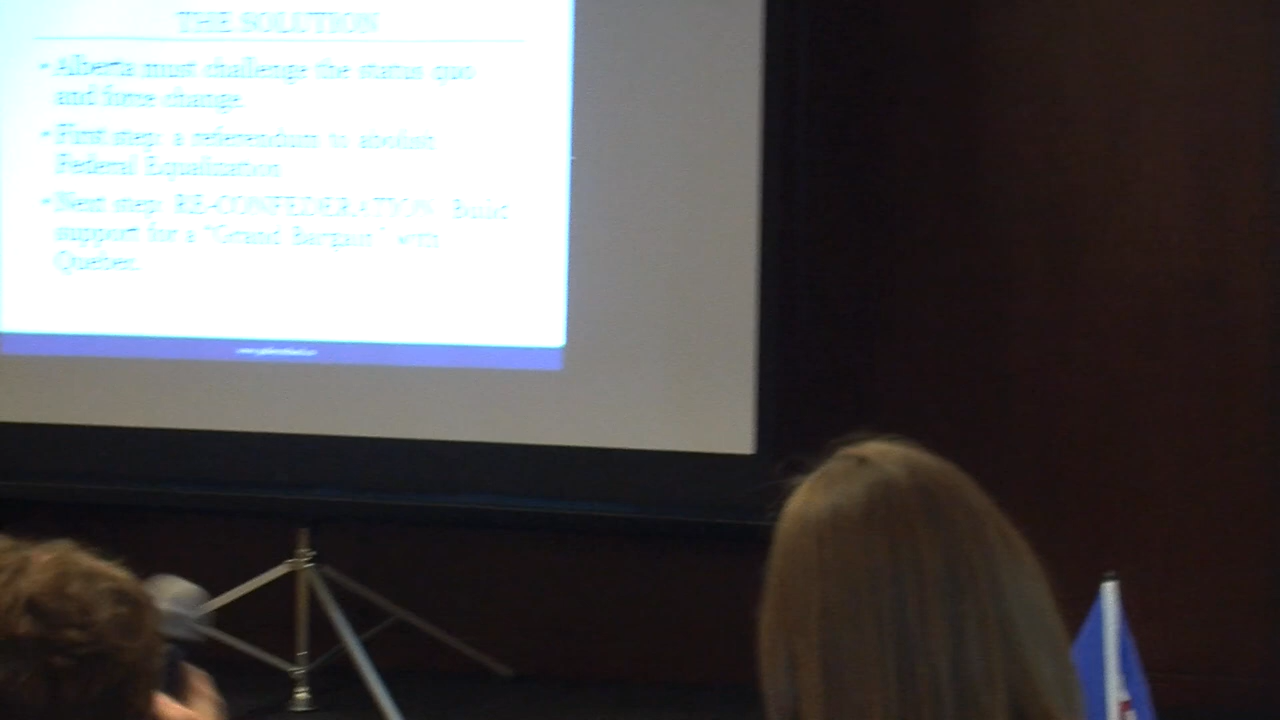 THE SOLUTION
• Alberta must challenge the status quo
and force change.
• First step: a referendum to abolish
Federal Equalization
• Next step: RE-CONFEDERATION. Build
support for a "Grand Bargain" with
Quebec.